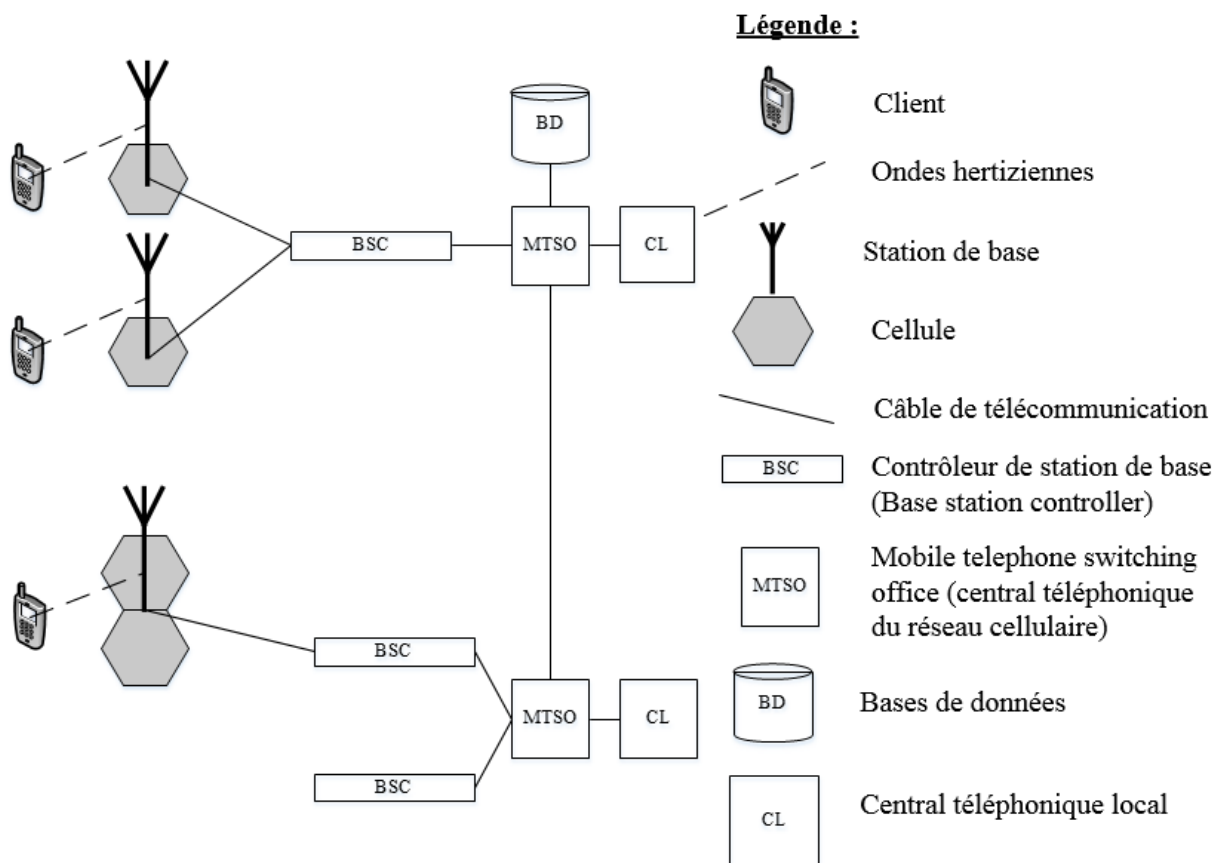 Légende :
Client
BD
Ondes hertiziennes
BSC
MTSO
CL
Station de base
Cellule
Câble de télécommunication
BSC
Contrôleur de station de base
(Base station controller)
MTSO
Mobile telephone switching
office (central téléphonique
du réseau cellulaire)
BSC
MTSO
CL
BD
Bases de données
BSC
CL
Central téléphonique local